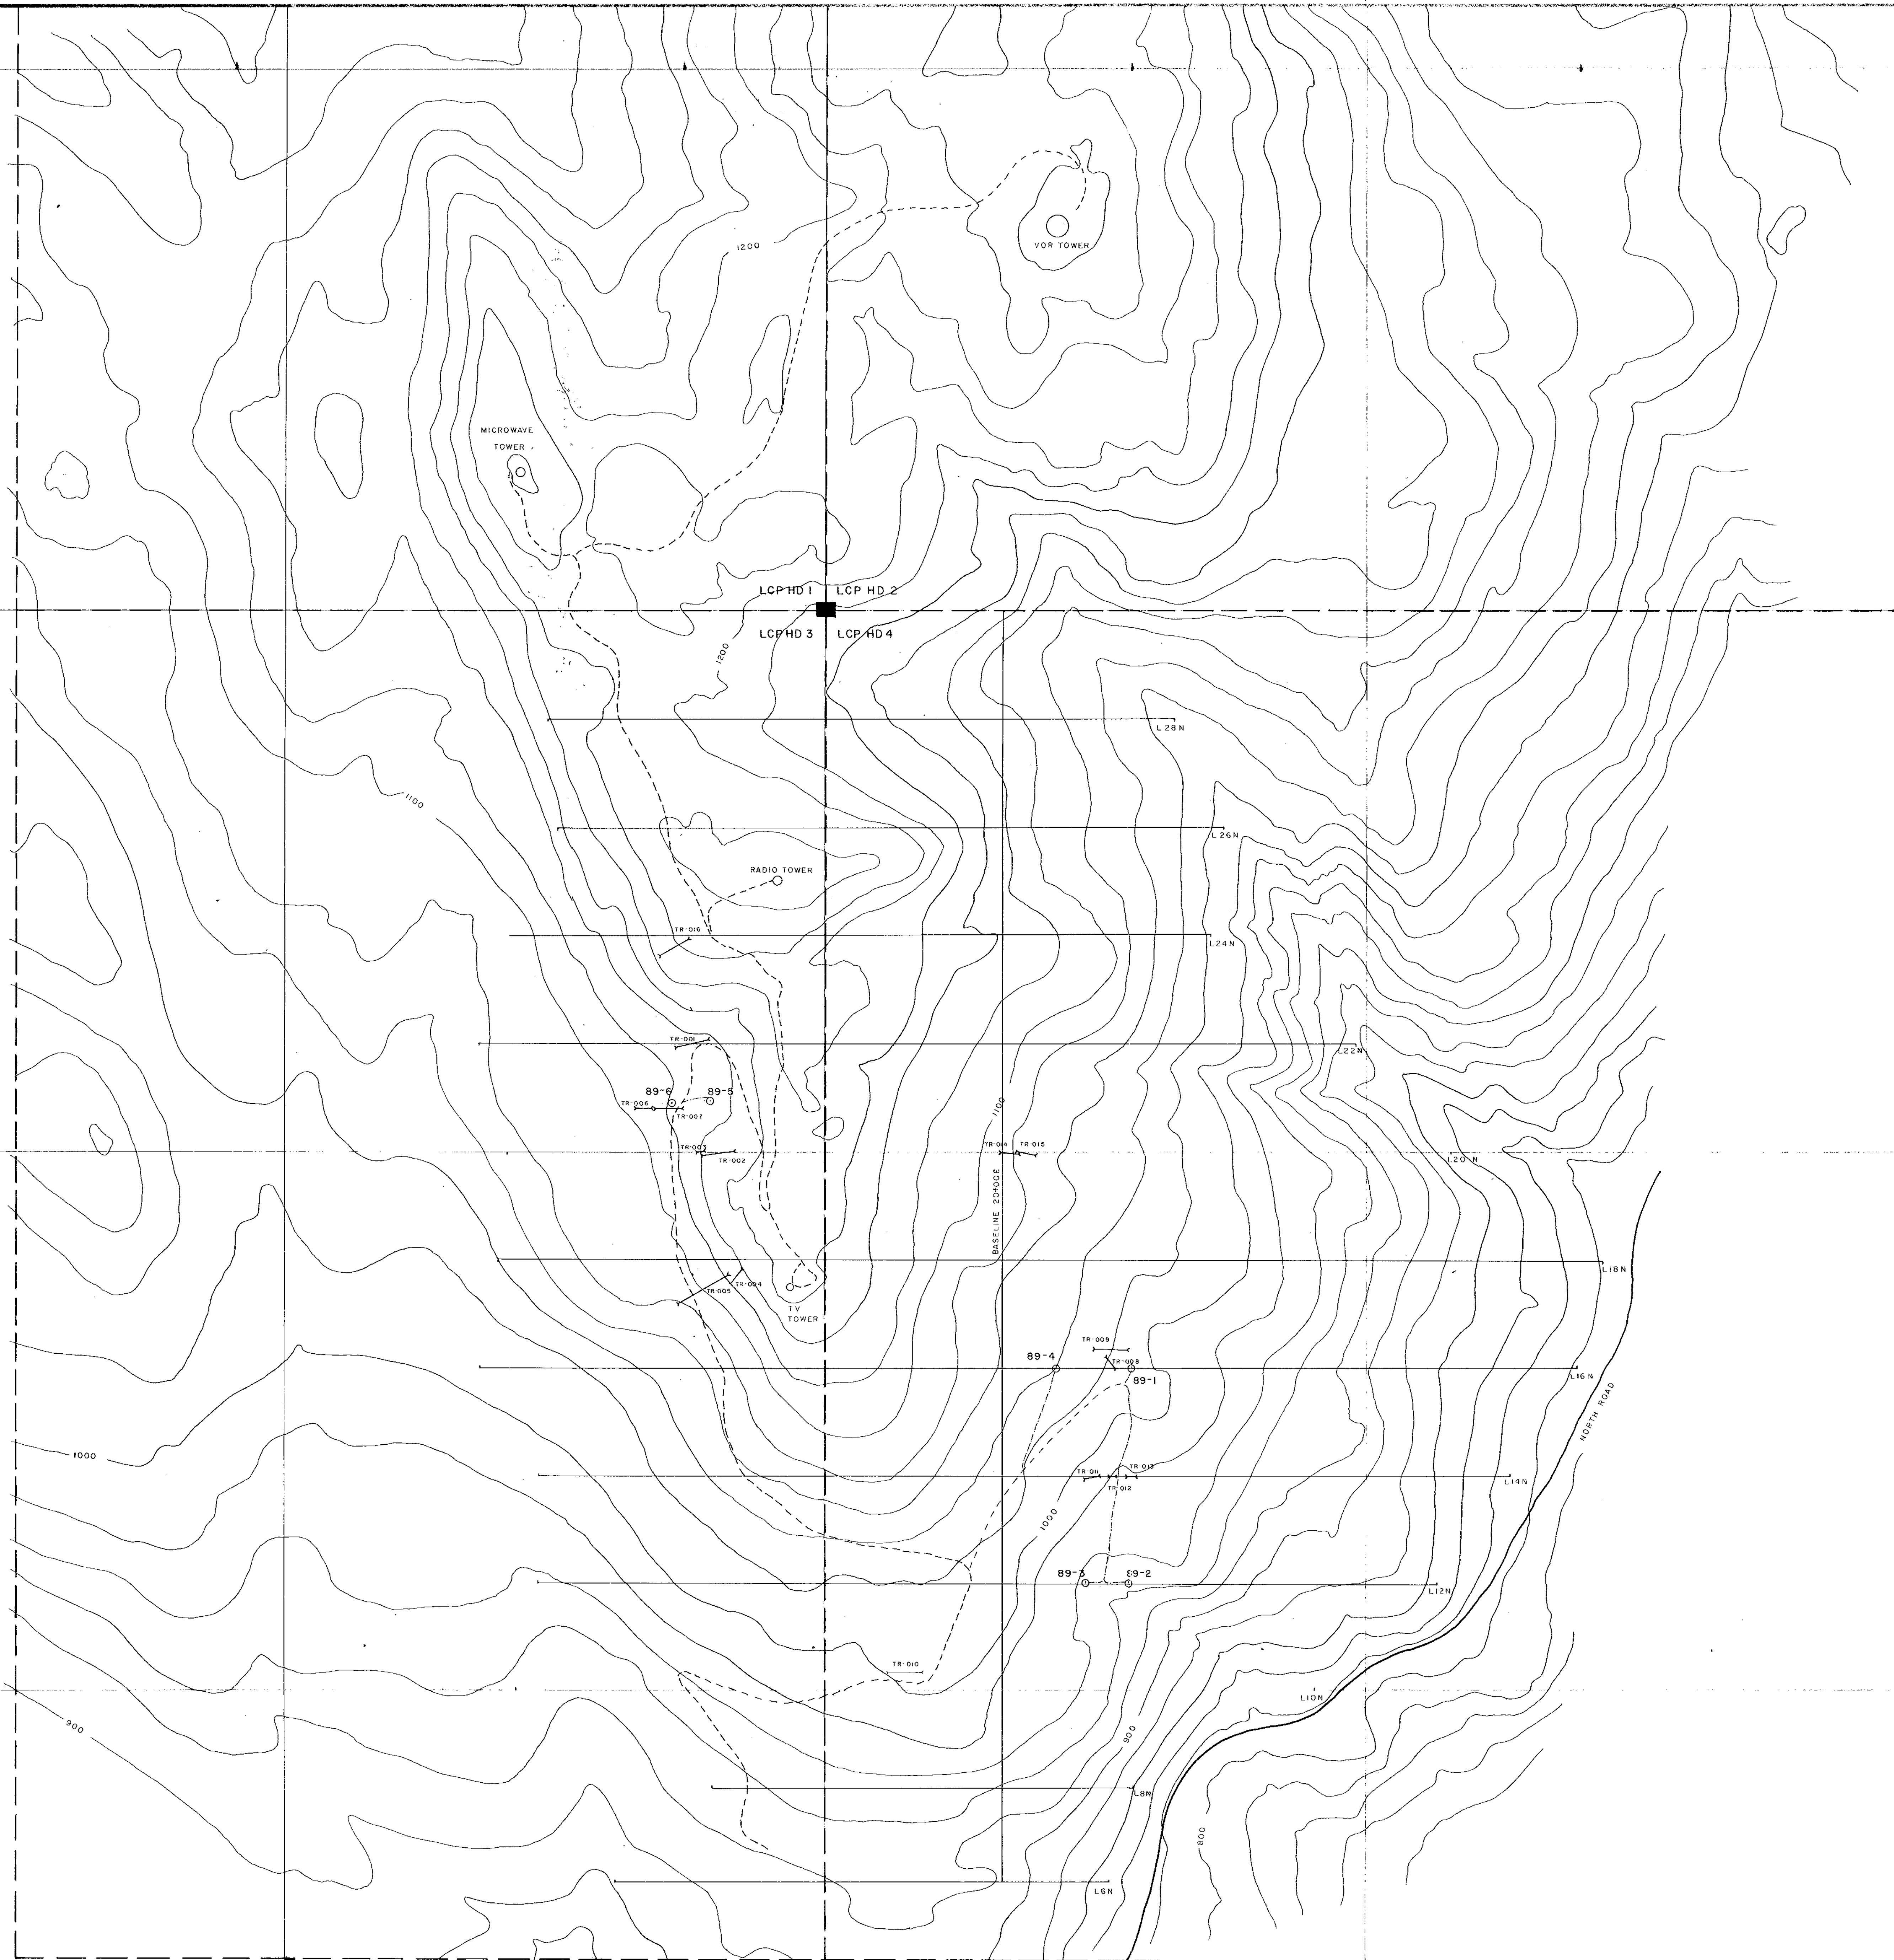 1200
VOR TOWER
MICROWAVE
TOWER
LCP HD 1
LCP HD 2
LCP HD 3
LCP HD 4
1200
L28N
1100
L26N
RADIO TOWER
TR-016
L24N
TR-001
L22N
89-6
89-5
TR-006
TR-007
1100
TR-003
TR-002
TR-014
TR-015
L20 N
BASELINE 20+00E
L18N
TR-004
TR-005
TV
TOWER
TR-009
89-4
TR-008
89-1
L16N
NORTH ROAD
1000
TR-011
TR-013
TR-012
L14N
1000
89-3
89-2
L12N
TR-010
L10N
900
900
L8N
800
L6N